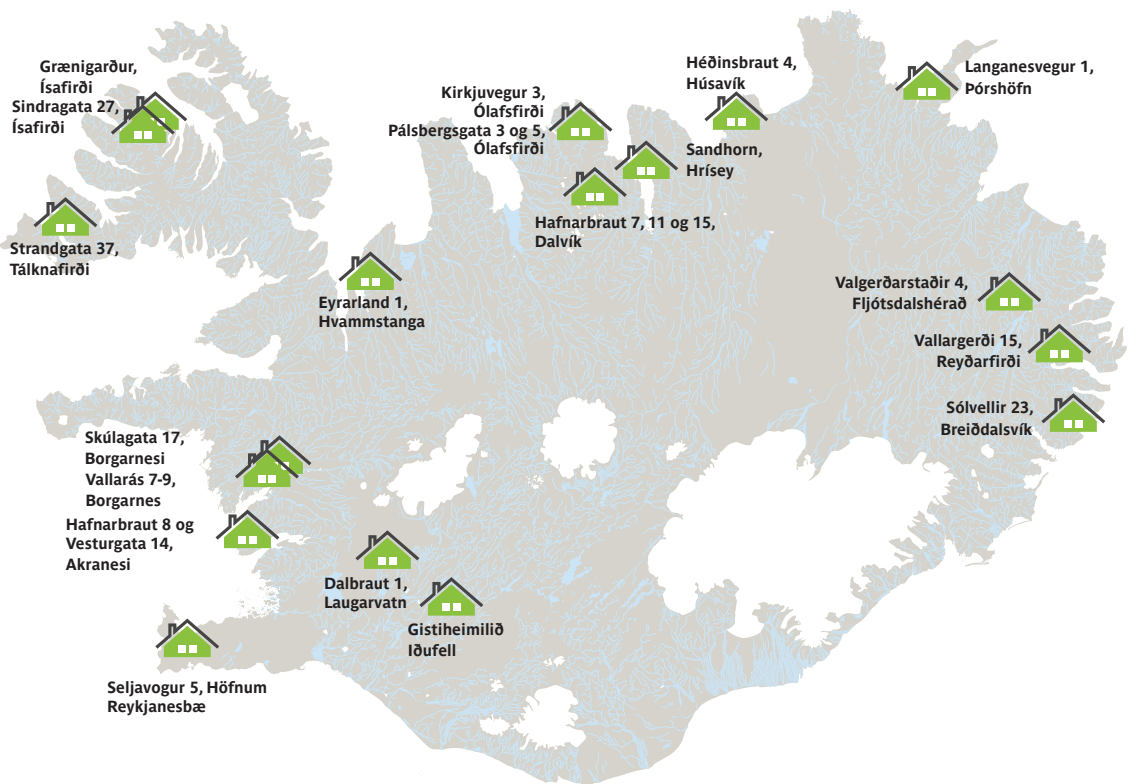 Grænigarður,
Ísafirði
Sindragata 27,
Ísafirði
Strandgata 37,
Tálknafirði
Eyrarland 1,
Hvammstanga
Kirkjuvegur 3,
Ólafsfirði
Pálsbergsgata 3 og 5,
Ólafsfirði
Hafnarbraut 7, 11 og 15,
Dalvík
Héðinsbraut 4,
Húsavík
Sandhorn,
Hrísey
Langanesvegur 1,
Þórshöfn
Valgerðarstaðir 4,
Fljótsdalshérað
Vallargerði 15,
Reyðarfirði
Sólvellir 23,
Breiðdalsvík
Skúlagata 17,
Borgarnesi
Vallarás 7-9,
Borgarnes
Hafnarbraut 8 og
Vesturgata 14,
Akranesi
Dalbraut 1,
Laugarvatn
Gistiheimilið
Iðufell
Seljavogur 5, Höfnum
Reykjanesbæ